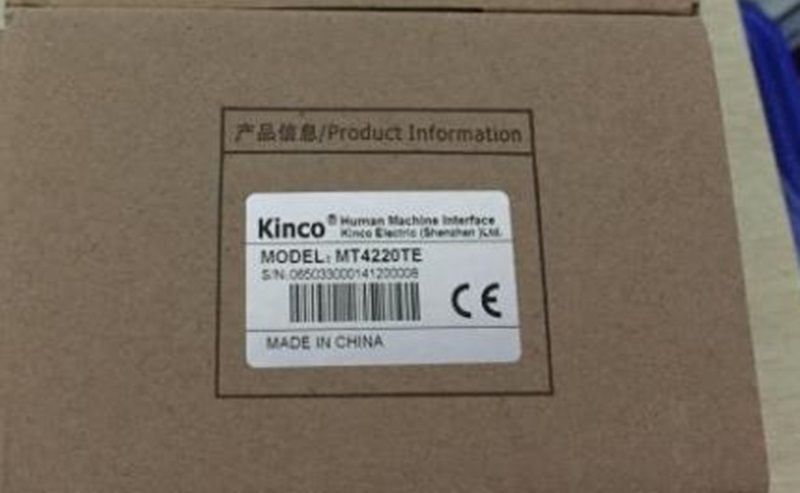 产品信息/Product Information
Kinco® Human Machine Interface
Kinco Electric (Shenzhen )Ltd.
MODEL: MT4220TE
S/N:065033000141200008
CE
MADE IN CHINA